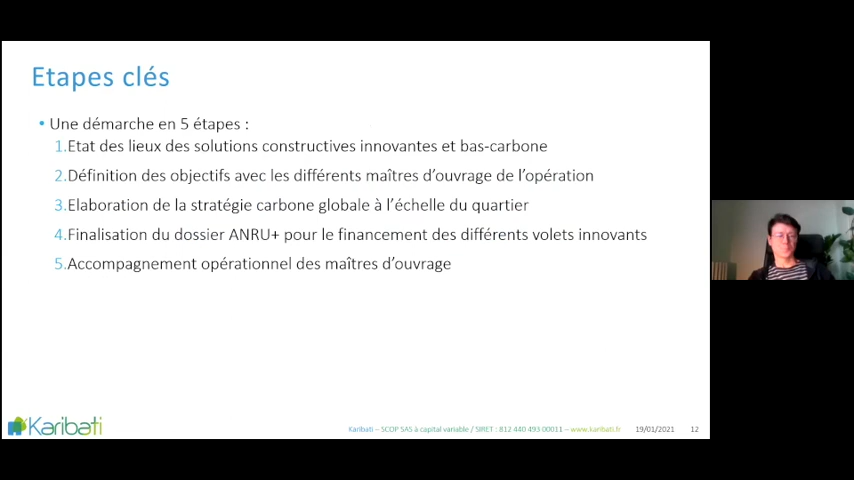 Etapes clés
• Une démarche en 5 étapes :
1.Etat des lieux des solutions constructives innovantes et bas-carbone
2.Définition des objectifs avec les différents maîtres d’ouvrage de l’opération
3.Elaboration de la stratégie carbone globale à l’échelle du quartier
4.Finalisation du dossier ANRU+ pour le financement des différents volets innovants
5.Accompagnement opérationnel des maîtres d’ouvrage
Karibati
Karibati – SCOP SAS à capital variable / SIRET : 812 440 493 00011 – www.karibati.fr
19/01/2021
12